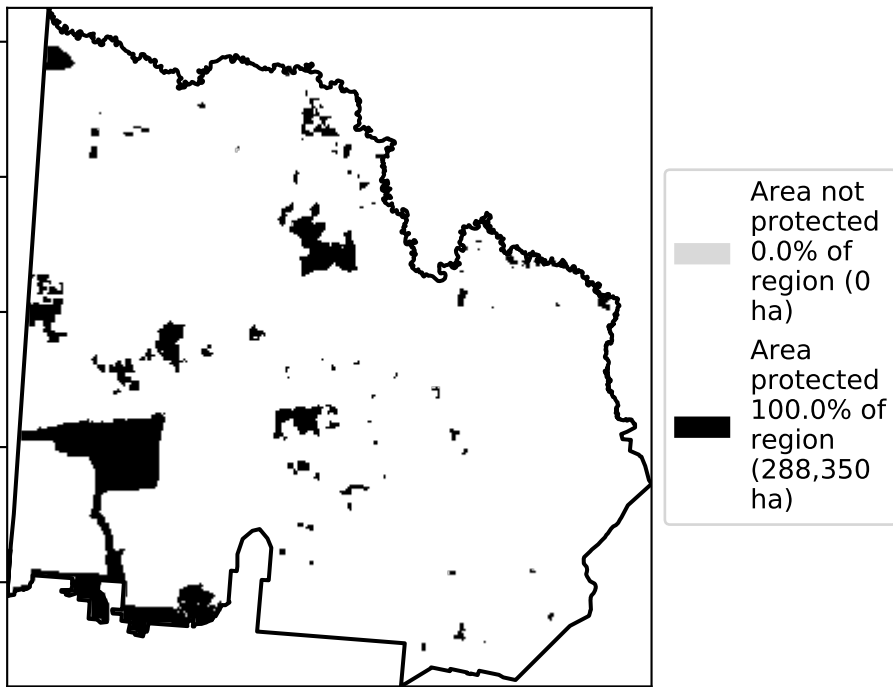 Area not
protected
0.0% of
region (0
ha)
Area
protected
100.0% of
region
(288,350
ha)